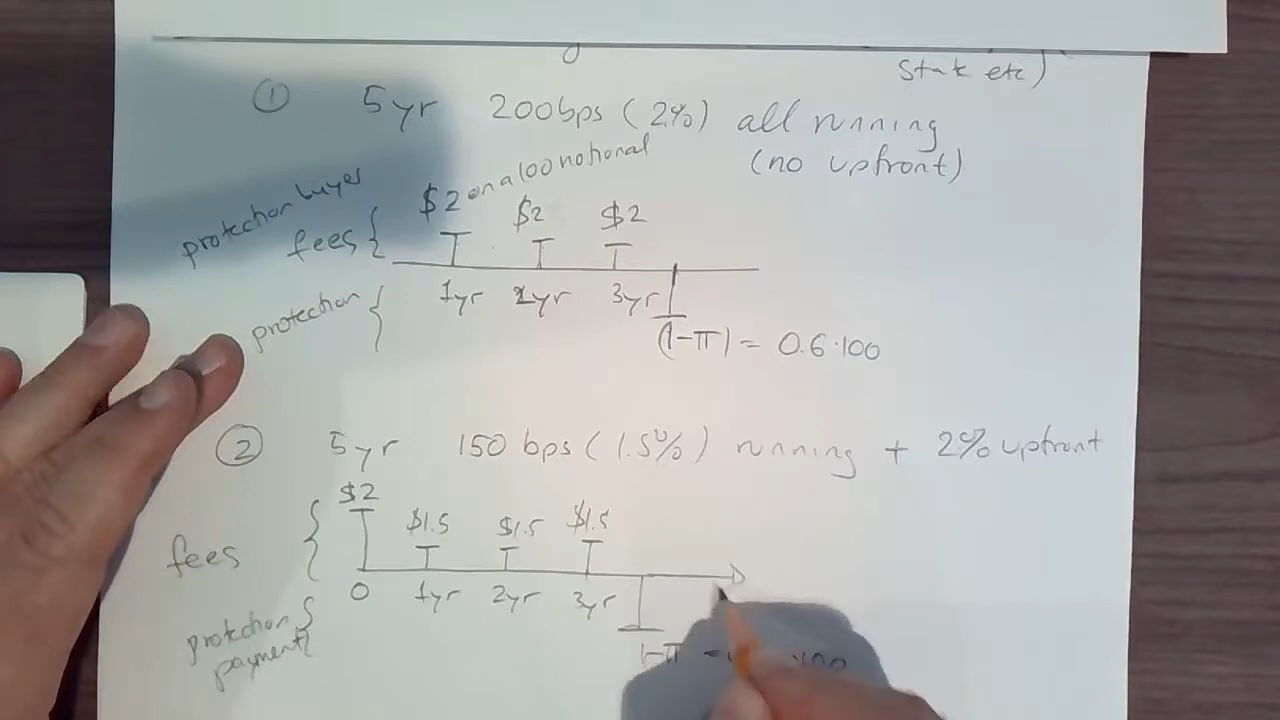 Stak etc)
① 5yr 200bps (2%) all running
(no upfront)
protection buyer
$2 on a 100 notional
$2 $2
fees {
1yr 2yr 3yr
protection {
(1-π) = 0.6·100
② 5yr 150 bps (1.5%) running + 2% upfront
$2
$1.5 $1.5 $1.5
fees {
0 1yr 2yr 3yr
protection
payment {
1-π =